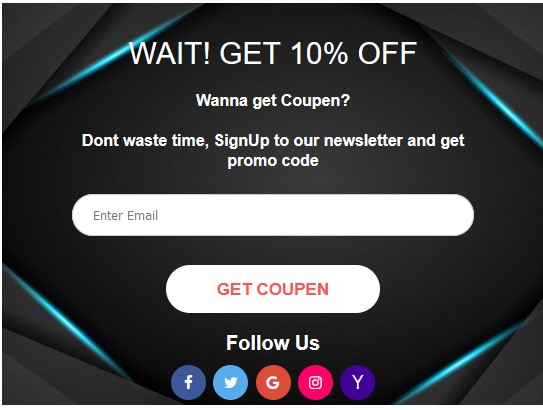 WAIT! GET 10% OFF
Wanna get Coupen?
Dont waste time, SignUp to our newsletter and get
promo code
Enter Email
GET COUPEN
Follow Us
f G Y